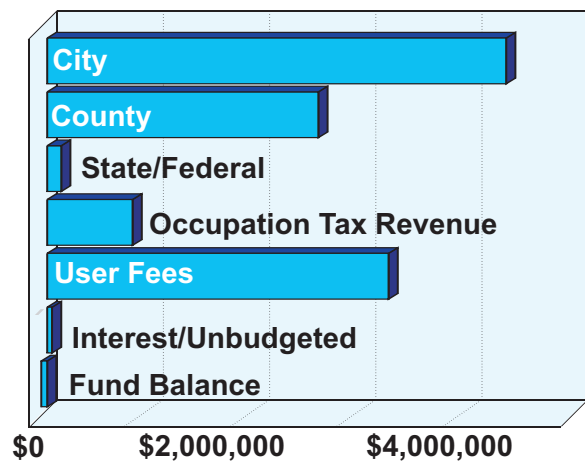 City
County
State/Federal
Occupation Tax Revenue
User Fees
Interest/Unbudgeted
Fund Balance
$0 $2,000,000 $4,000,000